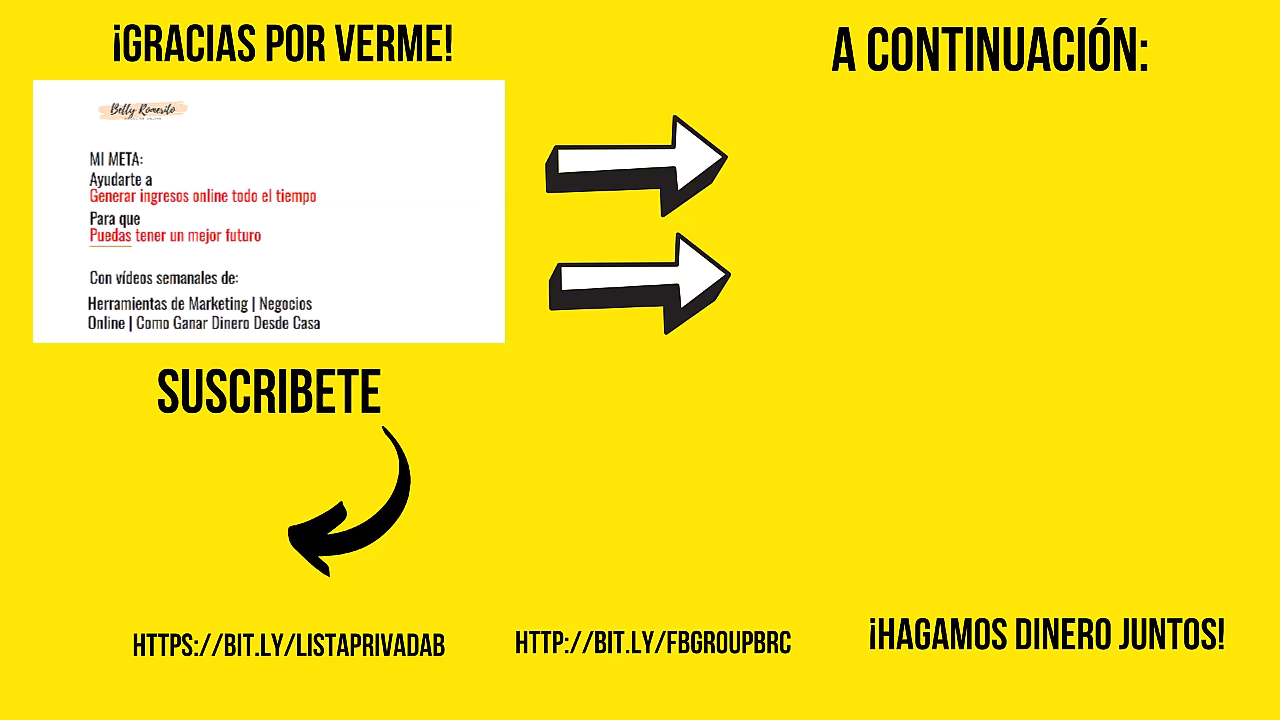 ¡GRACIAS POR VERME!
A CONTINUACIÓN:
Betty Romerito
MI META:
Ayudarte a
Generar ingresos online todo el tiempo
Para que
Puedas tener un mejor futuro
Con vídeos semanales de:
Herramientas de Marketing | Negocios
Online | Como Ganar Dinero Desde Casa
SUSCRIBETE
HTTPS://BIT.LY/LISTAPRIVADAB
HTTP://BIT.LY/FBGROUPBRC
¡HAGAMOS DINERO JUNTOS!